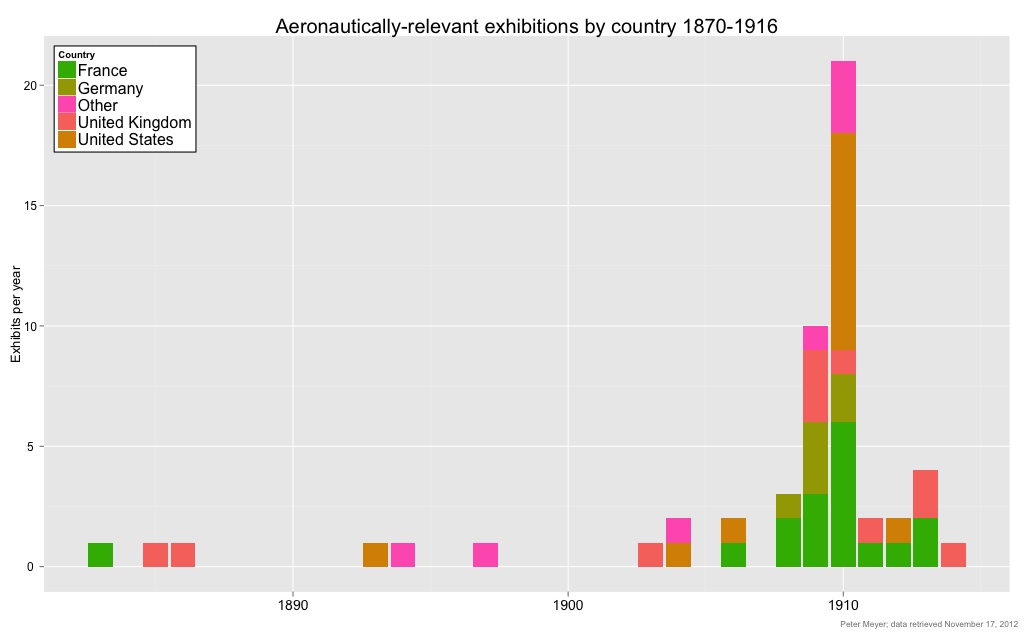 Aeronautically-relevant exhibitions by country 1870-1916
Country
France
Germany
Other
United Kingdom
United States
Exhibits per year
20
15
10
5
0
1890
1900
1910
Peter Meyer; data retrieved November 17, 2012